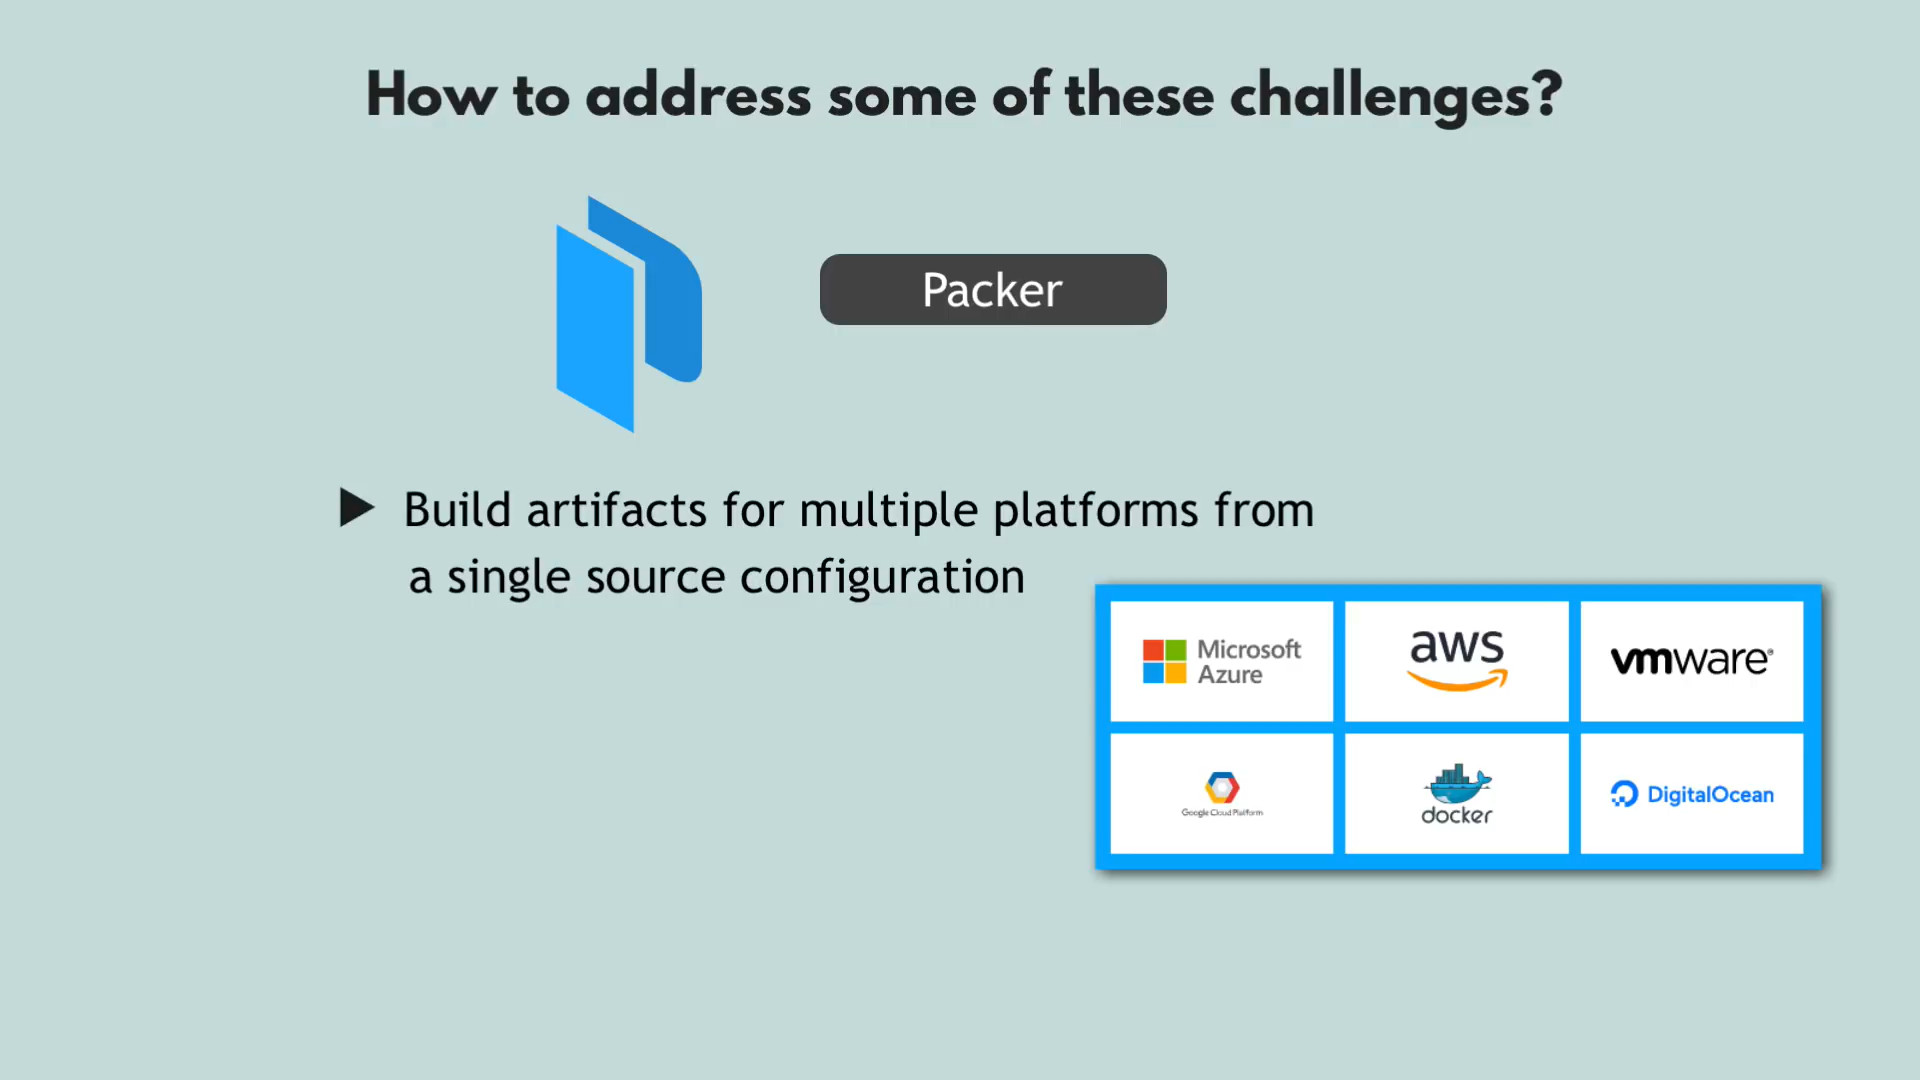 How to address some of these challenges?
Packer
Build artifacts for multiple platforms from
a single source configuration
Microsoft
Azure
aws
vmware®
Google Cloud Platform
docker
DigitalOcean